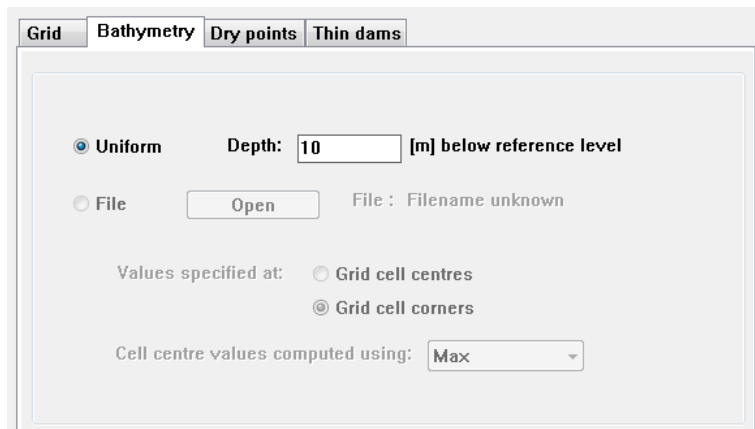 Grid Bathymetry Dry points Thin dams
Uniform Depth: 10 [m] below reference level
File Open File : Filename unknown
Values specified at: Grid cell centres
Grid cell corners
Cell centre values computed using: Max